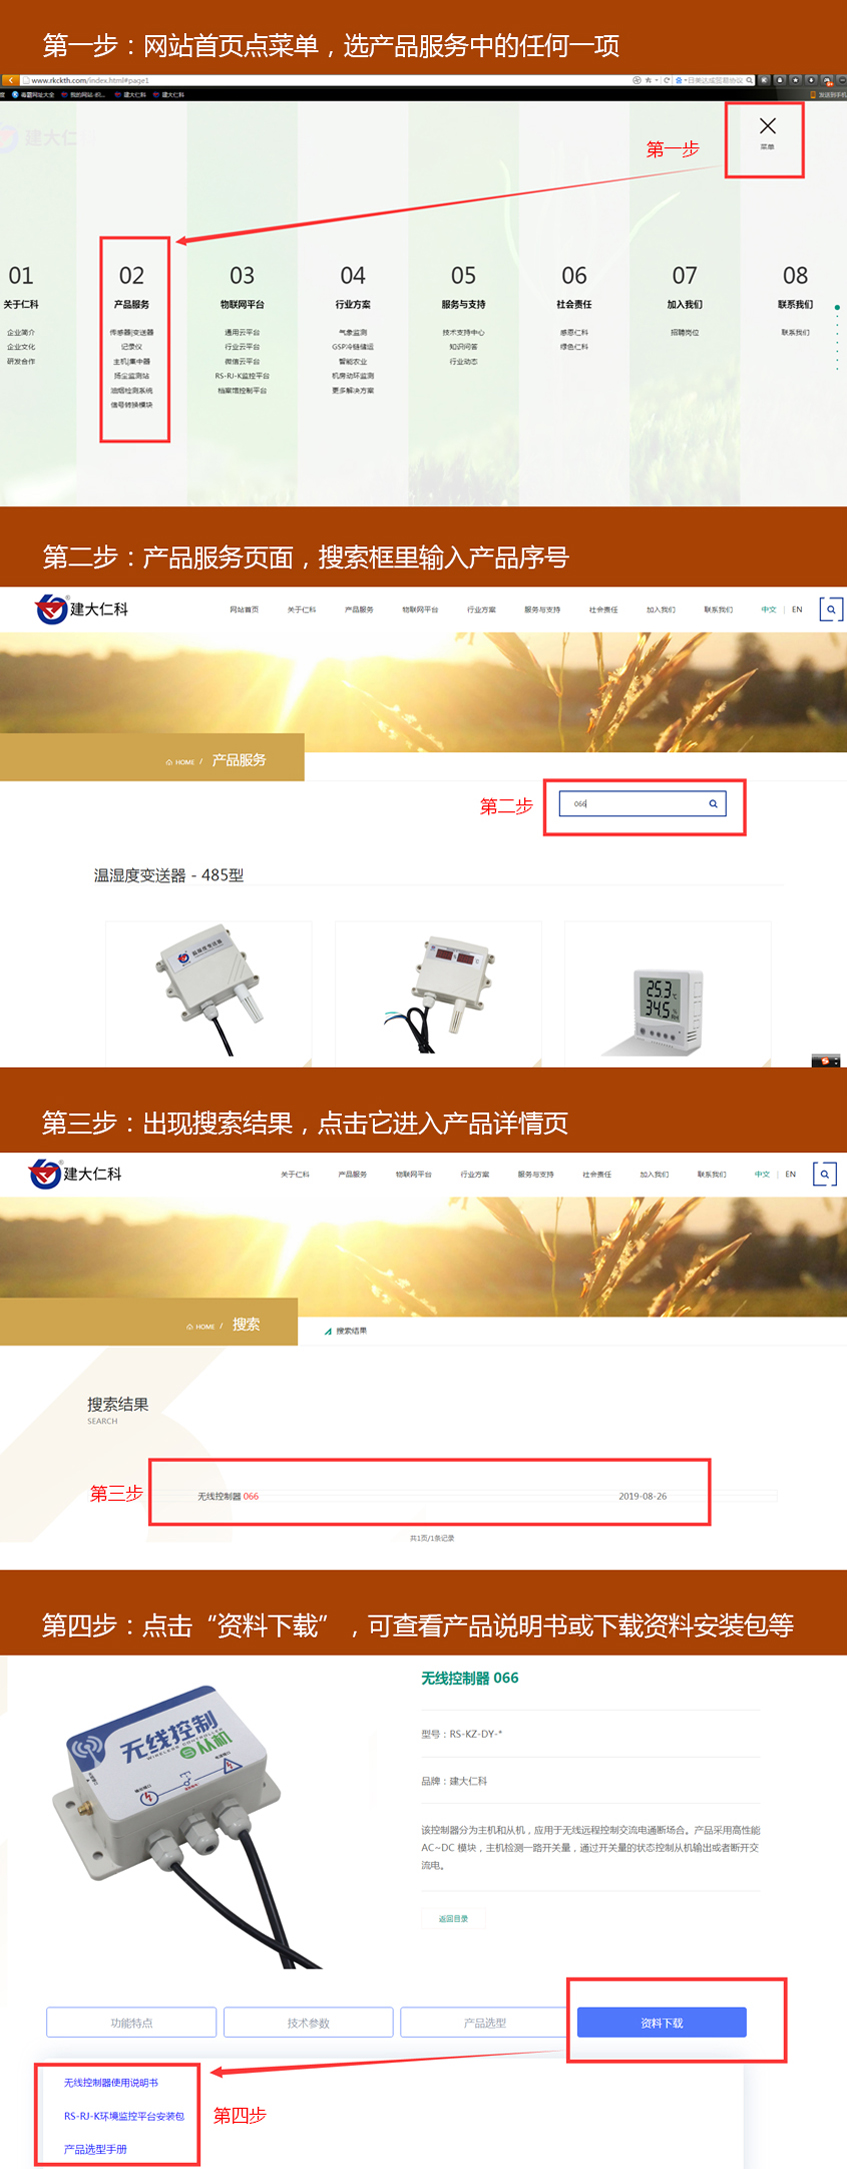 第一步：网站首页点菜单，选产品服务中的任何一项
www.rkckth.com/index.html#page1
建大仁科
建大仁科
建大仁
菜单
第一步
01
02
03
04
05
06
07
08
关于仁科
产品服务
物联网平台
行业方案
服务与支持
社会责任
加入我们
联系我们
企业简介
传感器|变送器
通用云平台
气象监测
技术支持中心
感恩仁科
招聘岗位
联系我们
企业文化
记录仪
行业云平台
GSP冷链储运
知识问答
绿色仁科
研发合作
主机|集中器
微信云平台
智能农业
行业动态
扬尘监测站
RS-RJ-K监控平台
机房动环监测
油烟检测系统
档案馆控制平台
更多解决方案
信号转换模块
第二步：产品服务页面，搜索框里输入产品序号
建大仁科
网站首页 关于仁科 产品服务 物联网平台 行业方案 服务与支持 社会责任 加入我们 联系我们 中文 | EN
HOME / 产品服务
第二步
066
温湿度变送器 - 485型
25.3 ℃
34.5
第三步：出现搜索结果，点击它进入产品详情页
建大仁科
关于仁科 产品服务 物联网平台 行业方案 服务与支持 社会责任 加入我们 联系我们 中文 | EN
HOME / 搜索
搜索结果
搜索结果
SEARCH
第三步
无线控制器 066 2019-08-26
共1页/1条记录
第四步：点击“资料下载”，可查看产品说明书或下载资料安装包等
无线控制
WIRELESS CONTROLLER
S从机
无线控制器 066
型号：RS-KZ-DY-*
品牌：建大仁科
该控制器分为主机和从机，应用于无线远程控制交流电通断场合。产品采用高性能
AC~DC 模块，主机检测一路开关量，通过开关量的状态控制从机输出或者断开交
流电。
返回目录
功能特点
技术参数
产品选型
资料下载
无线控制器使用说明书
RS-RJ-K环境监控平台安装包
第四步
产品选型手册